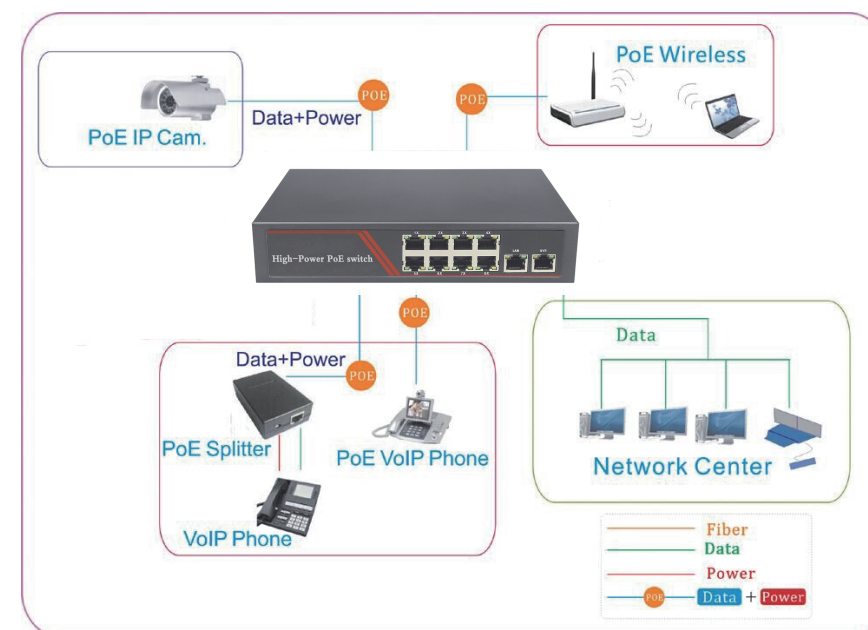 PoE Wireless
POE
POE
Data+Power
PoE IP Cam.
High-Power PoE switch
LAN
POE
Data
Data+Power
POE
PoE Splitter
PoE VoIP Phone
Network Center
VoIP Phone
Fiber
Data
Power
POE Data + Power